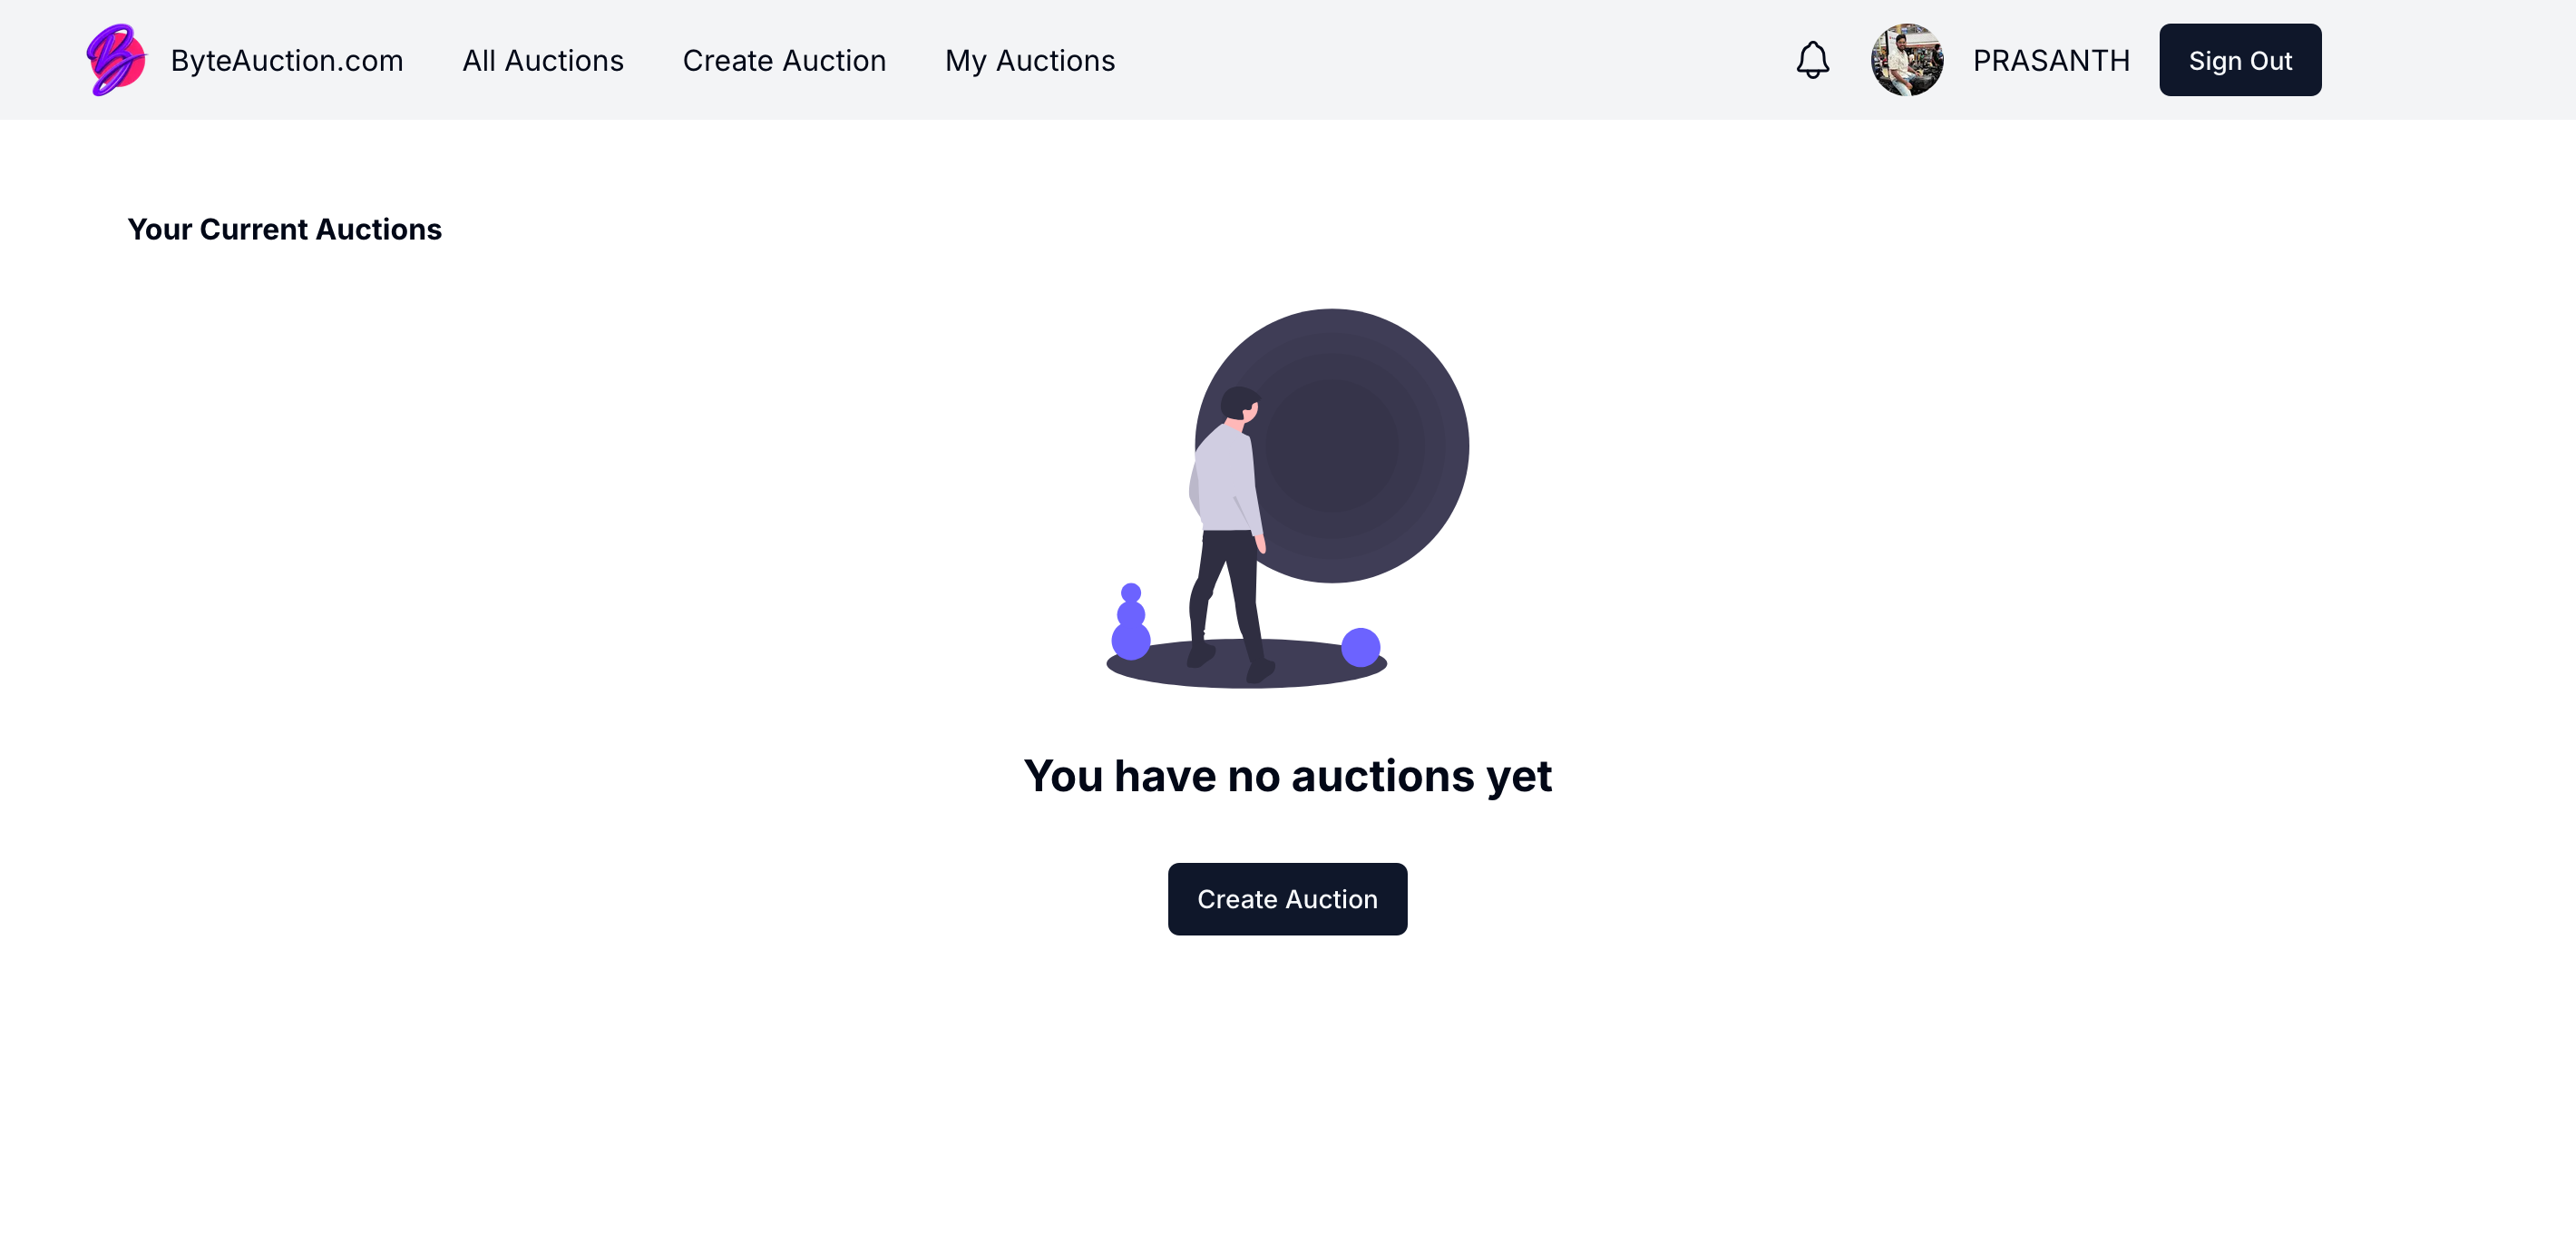 ByteAuction.com All Auctions Create Auction My Auctions PRASANTH Sign Out
Your Current Auctions
You have no auctions yet
Create Auction